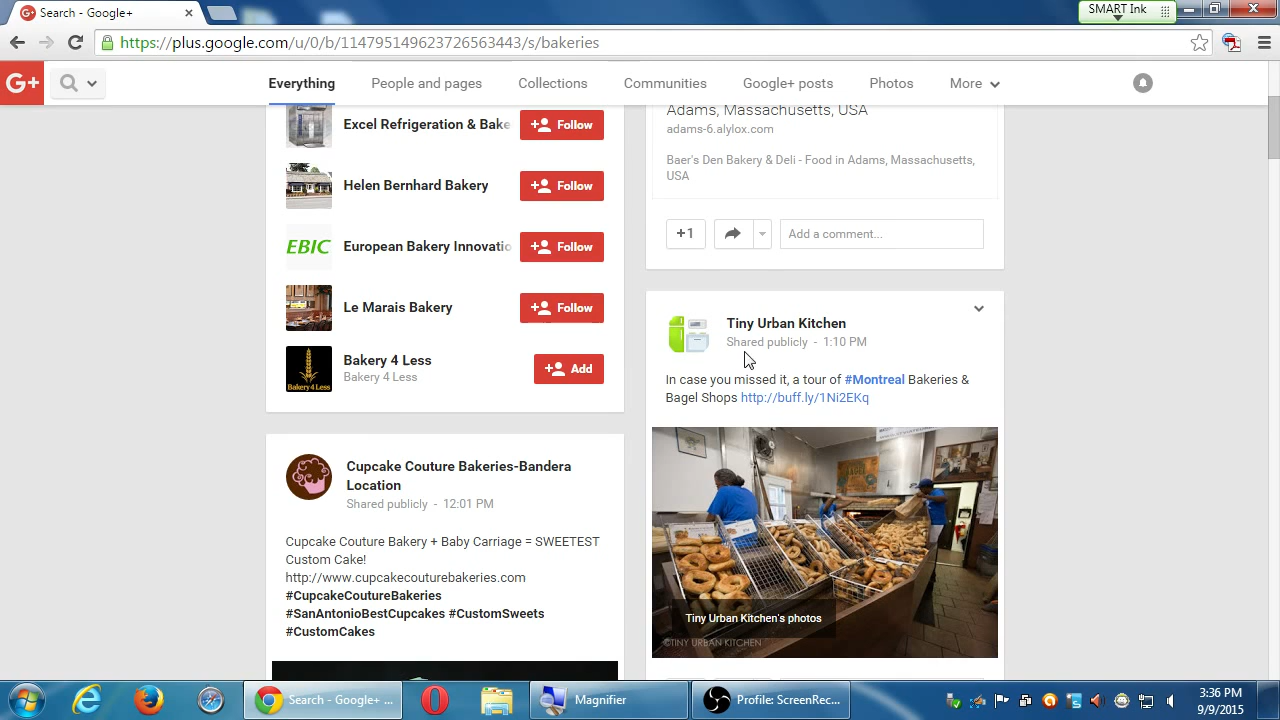 Search - Google+
SMART Ink
https://plus.google.com/u/0/b/114795149623726563443/s/bakeries
G+
Everything
People and pages
Collections
Communities
Google+ posts
Photos
More
Excel Refrigeration & Bake
Follow
Helen Bernhard Bakery
Follow
EBIC
European Bakery Innovatio
Follow
Le Marais Bakery
Follow
Bakery 4 Less
Bakery 4 Less
Bakery 4 Less
Add
Cupcake Couture Bakeries-Bandera
Location
Shared publicly - 12:01 PM
Cupcake Couture Bakery + Baby Carriage = SWEETEST
Custom Cake!
http://www.cupcakecouturebakeries.com
#CupcakeCoutureBakeries
#SanAntonioBestCupcakes #CustomSweets
#CustomCakes
Adams, Massachusetts, USA
adams-6.alylox.com
Baer's Den Bakery & Deli - Food in Adams, Massachusetts,
USA
+1
Add a comment...
Tiny Urban Kitchen
Shared publicly - 1:10 PM
In case you missed it, a tour of #Montreal Bakeries &
Bagel Shops http://buff.ly/1Ni2EKq
Tiny Urban Kitchen's photos
©TINY URBAN KITCHEN
Search - Google+ ...
Magnifier
Profile: ScreenRec...
3:36 PM
9/9/2015